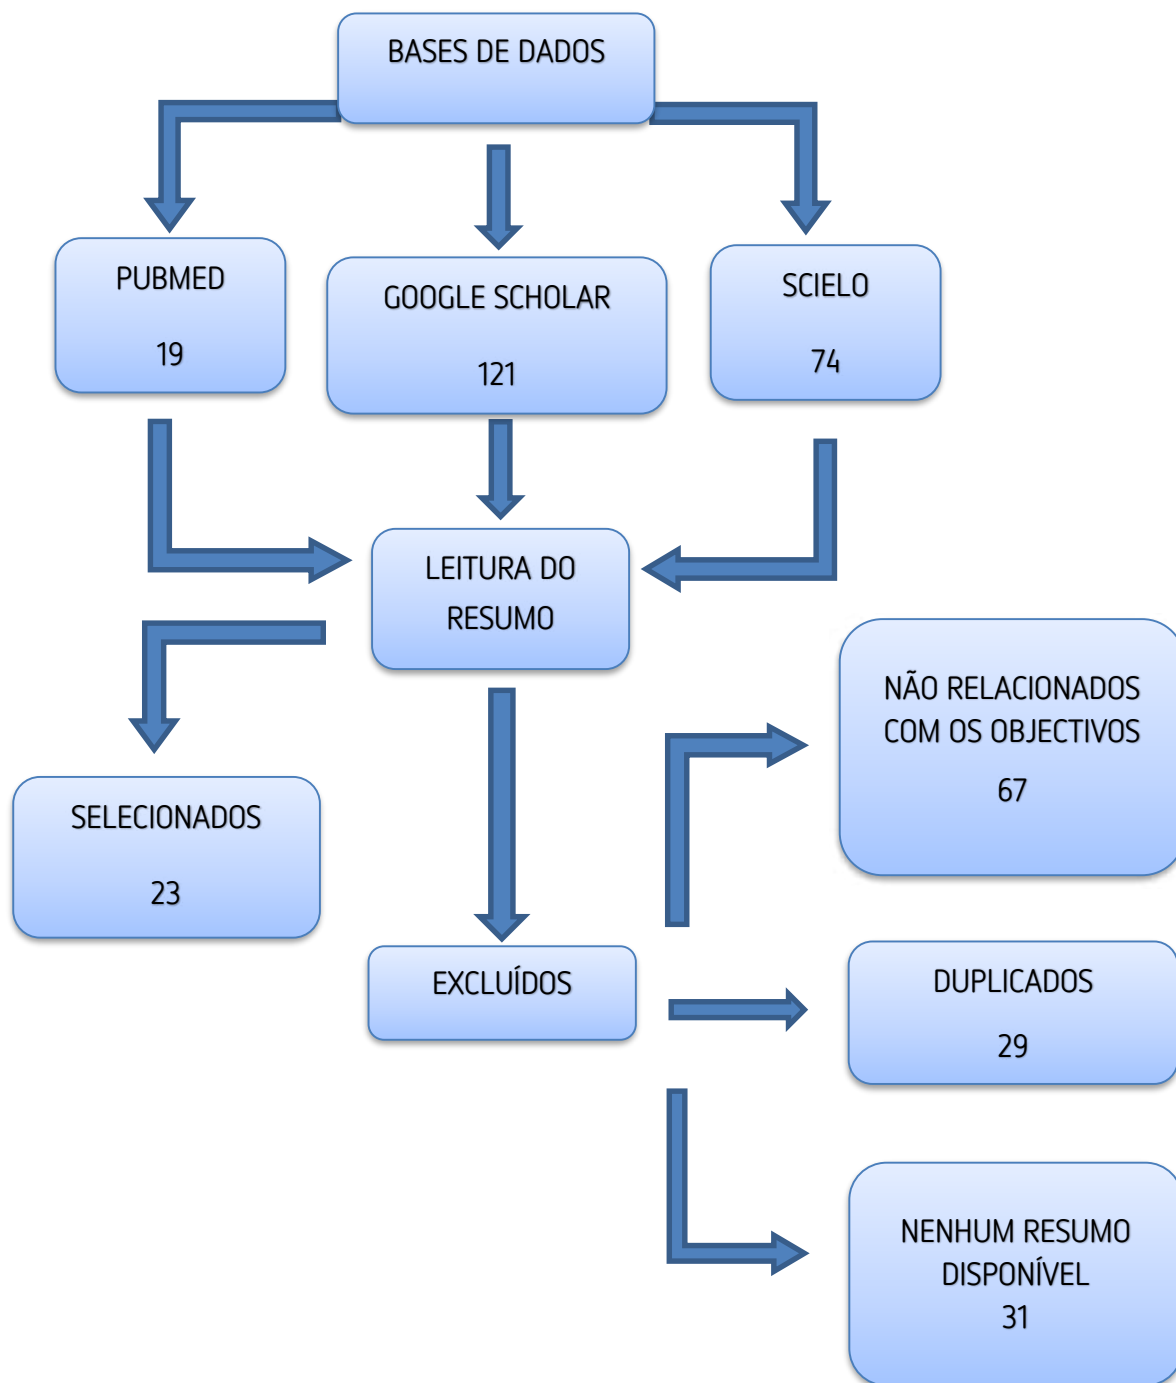 BASES DE DADOS
PUBMED
19
GOOGLE SCHOLAR
121
SCIELO
74
LEITURA DO
RESUMO
SELECIONADOS
23
EXCLUÍDOS
NÃO RELACIONADOS
COM OS OBJECTIVOS
67
DUPLICADOS
29
NENHUM RESUMO
DISPONÍVEL
31